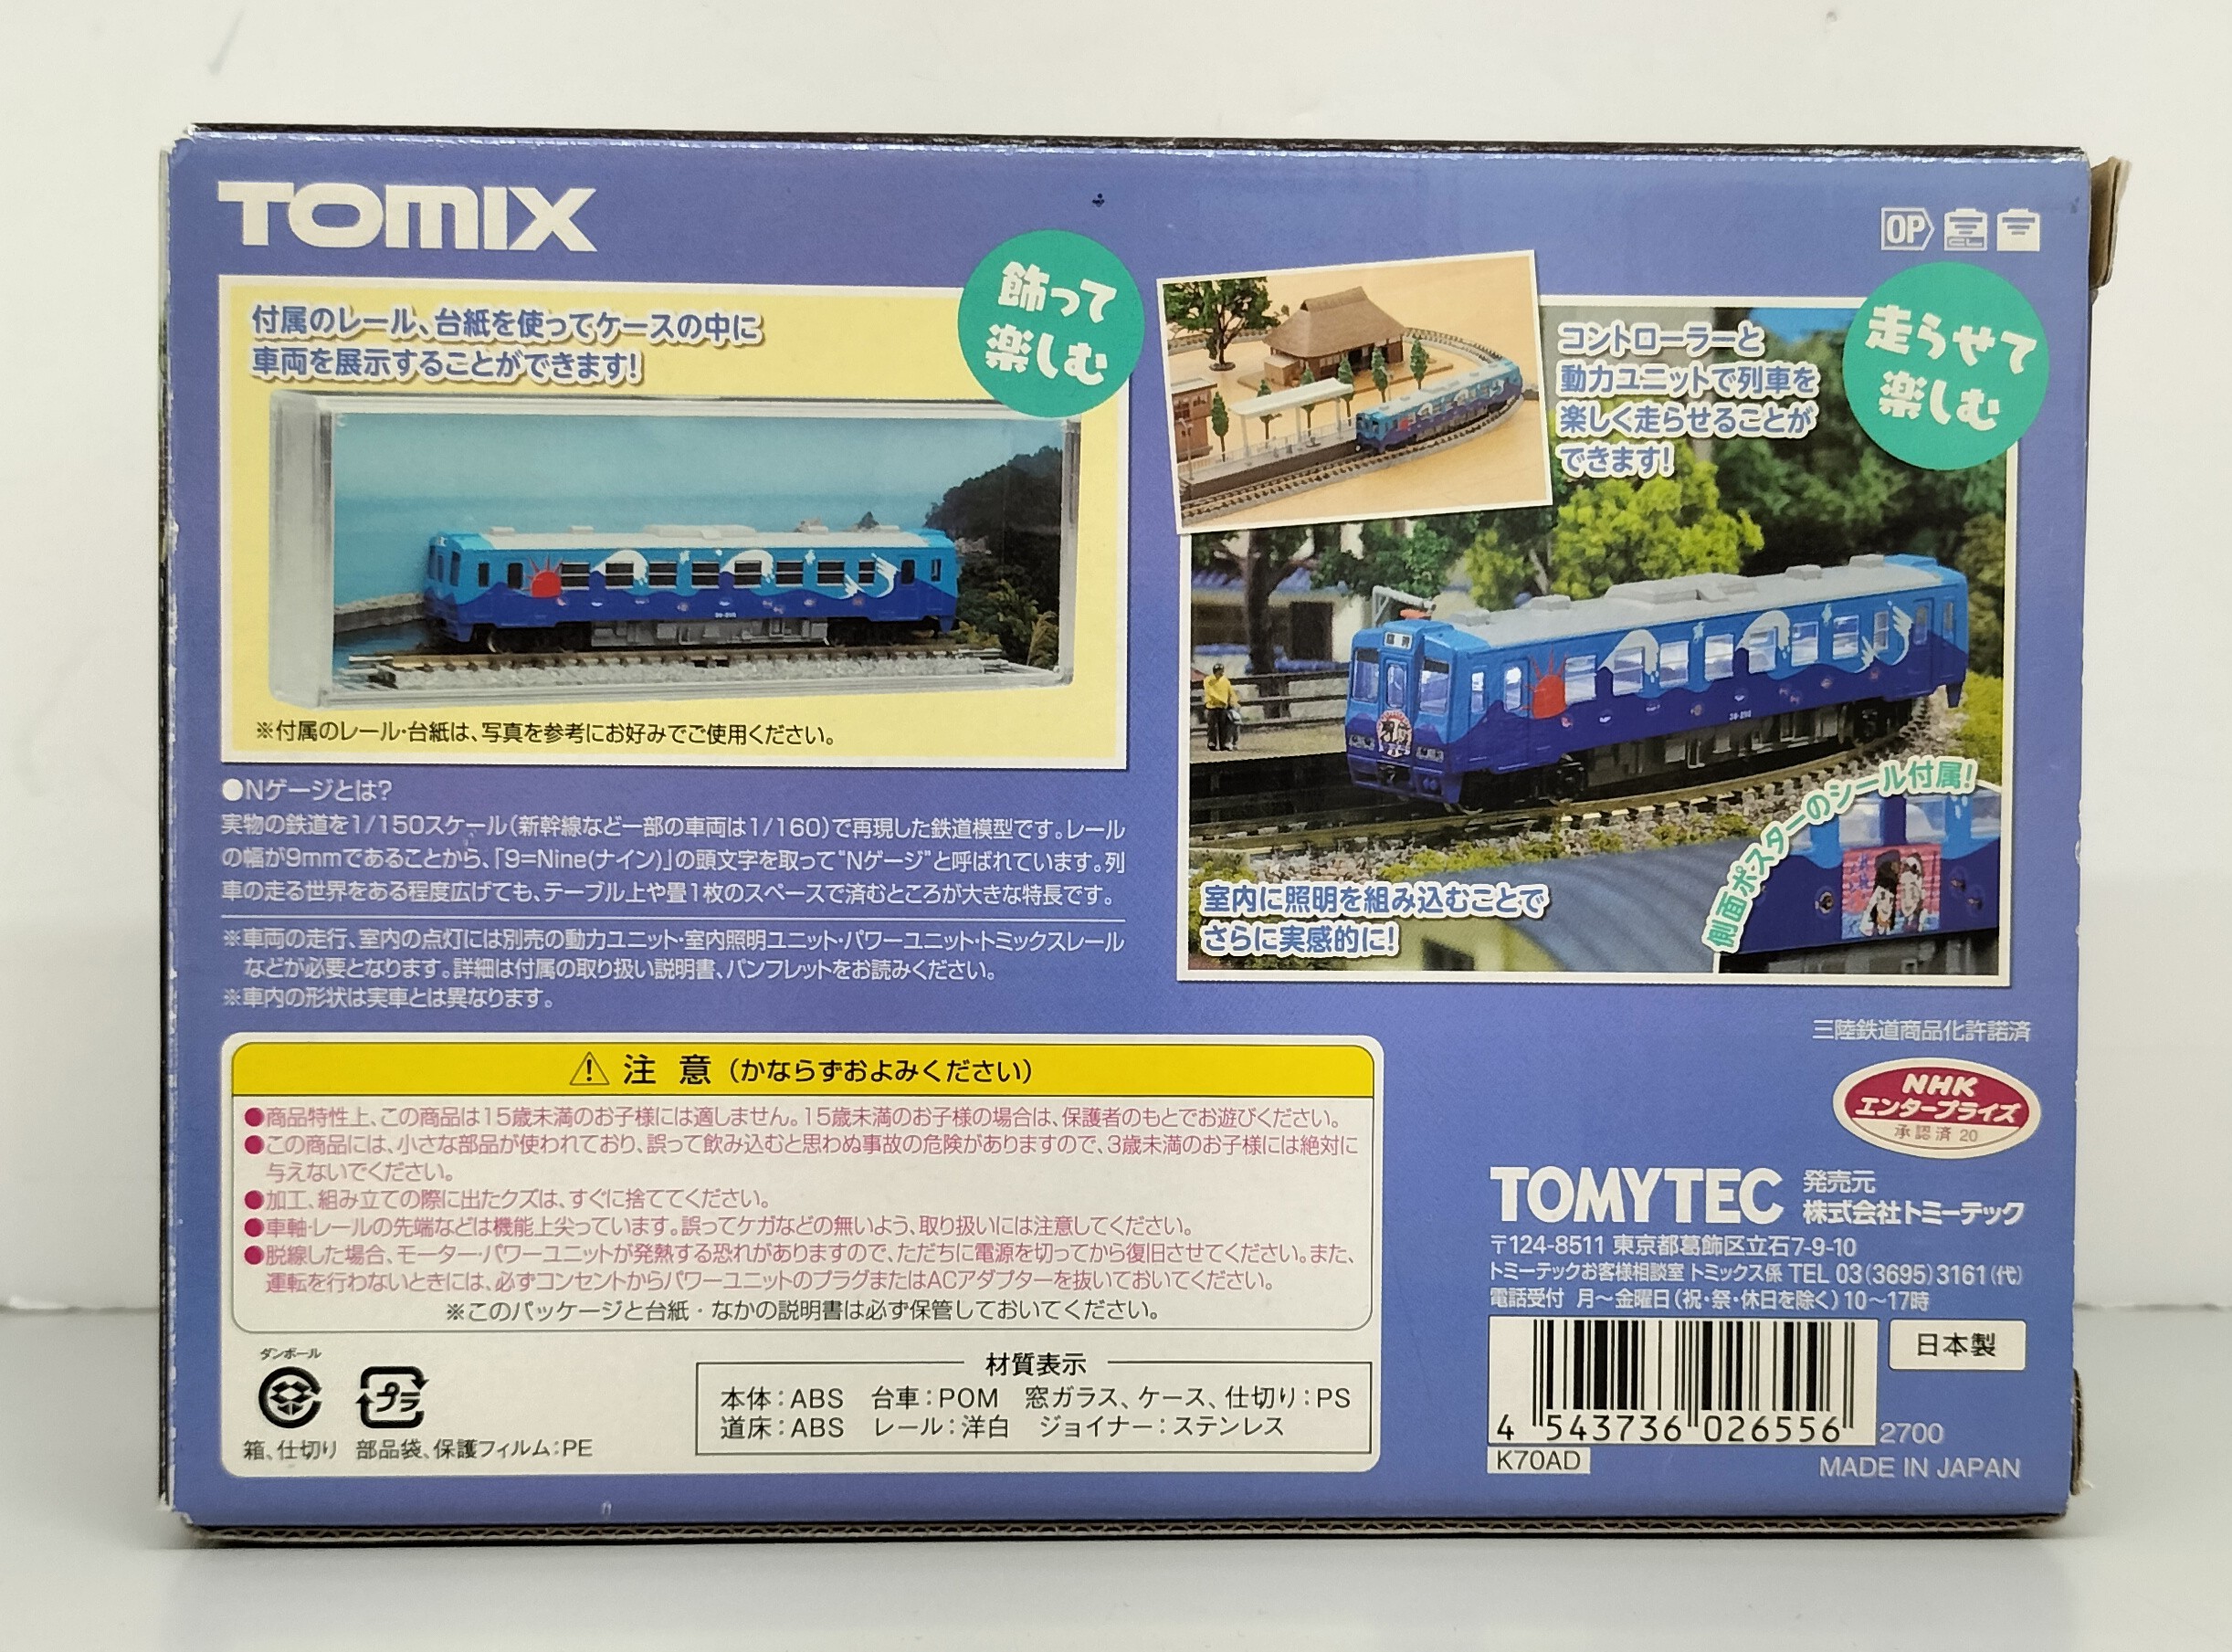 TOMIX
OP
付属のレール、台紙を使ってケースの中に
車両を展示することができます!
飾って
楽しむ
※付属のレール・台紙は、写真を参考にお好みでご使用ください。
コントローラーと
動力ユニットで列車を
楽しく走らせることが
できます!
走らせて
楽しむ
側面ポスターのシール付属!
室内に照明を組み込むことで
さらに実感的に!
●Nゲージとは?
実物の鉄道を1/150スケール(新幹線など一部の車両は1/160)で再現した鉄道模型です。レール
の幅が9mmであることから、「9=Nine(ナイン)」の頭文字を取って"Nゲージ"と呼ばれています。列
車の走る世界をある程度広げても、テーブル上や畳1枚のスペースで済むところが大きな特長です。
※車両の走行、室内の点灯には別売の動力ユニット・室内照明ユニット・パワーユニット・トミックスレール
などが必要となります。詳細は付属の取り扱い説明書、パンフレットをお読みください。
※車内の形状は実車とは異なります。
⚠ 注 意 (かならずおよみください)
●商品特性上、この商品は15歳未満のお子様には適しません。15歳未満のお子様の場合は、保護者のもとでお遊びください。
●この商品には、小さな部品が使われており、誤って飲み込むと思わぬ事故の危険がありますので、3歳未満のお子様には絶対に
与えないでください。
●加工、組み立ての際に出たクズは、すぐに捨ててください。
●車軸・レールの先端などは機能上尖っています。誤ってケガなどの無いよう、取り扱いには注意してください。
●脱線した場合、モーター・パワーユニットが発熱する恐れがありますので、ただちに電源を切ってから復旧させてください。また、
運転を行わないときには、必ずコンセントからパワーユニットのプラグまたはACアダプターを抜いておいてください。
※このパッケージと台紙・なかの説明書は必ず保管しておいてください。
ダンボール
プラ
箱、仕切り 部品袋、保護フィルム:PE
材質表示
本体:ABS 台車:POM 窓ガラス、ケース、仕切り:PS
道床:ABS レール:洋白 ジョイナー:ステンレス
三陸鉄道商品化許諾済
NHK
エンタープライズ
承認済 20
TOMYTEC
発売元
株式会社トミーテック
〒124-8511 東京都葛飾区立石7-9-10
トミーテックお客様相談室 トミックス係 TEL 03(3695)3161(代)
電話受付 月〜金曜日(祝・祭・休日を除く)10〜17時
日本製
4 543736 026556
2700
K70AD
MADE IN JAPAN